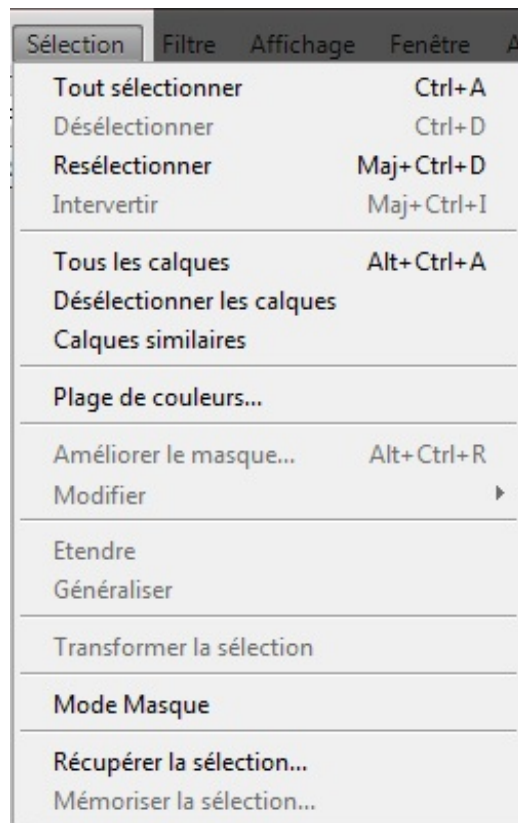 Sélection Filtre Affichage Fenêtre A
Tout sélectionner Ctrl+A
Désélectionner Ctrl+D
Resélectionner Maj+Ctrl+D
Intervertir Maj+Ctrl+I
Tous les calques Alt+Ctrl+A
Désélectionner les calques
Calques similaires
Plage de couleurs...
Améliorer le masque... Alt+Ctrl+R
Modifier
Etendre
Généraliser
Transformer la sélection
Mode Masque
Récupérer la sélection...
Mémoriser la sélection...